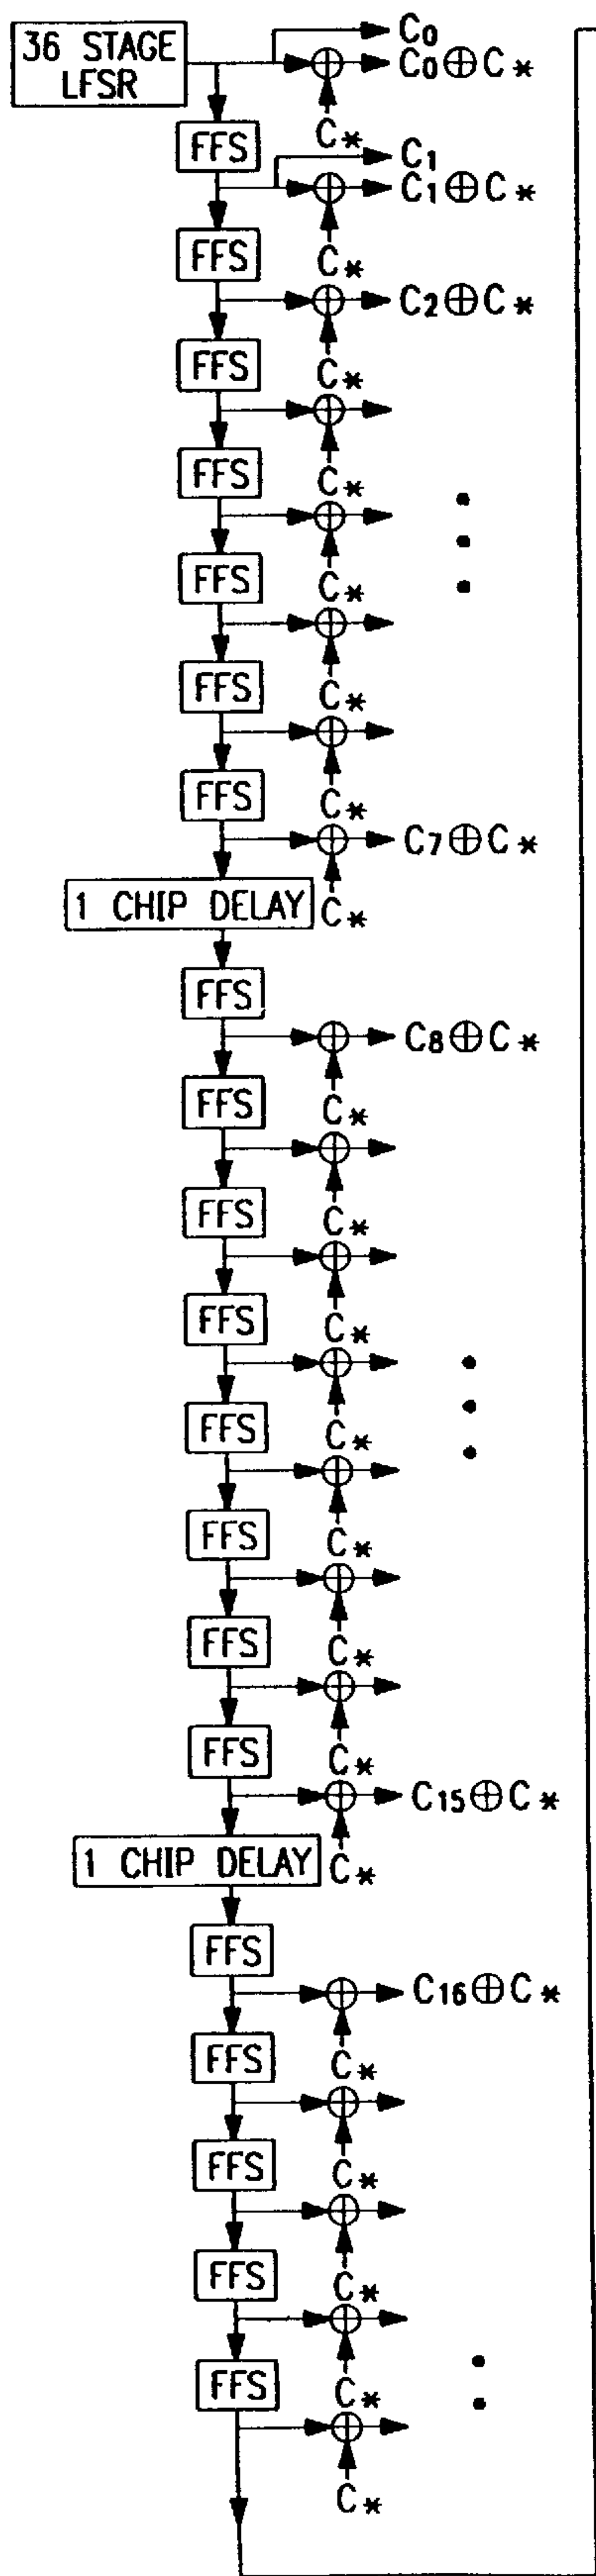 36 STAGE
LFSR
C₀
C₀⊕C*
C*
FFS
C₁
C₁⊕C*
FFS
C*
C₂⊕C*
FFS
C*
FFS
C*
FFS
C*
FFS
C*
FFS
C*
C₇⊕C*
1 CHIP DELAY
C*
FFS
C₈⊕C*
FFS
C*
FFS
C*
FFS
C*
FFS
C*
FFS
C*
FFS
C*
FFS
C*
C₁₅⊕C*
1 CHIP DELAY
C*
FFS
C₁₆⊕C*
FFS
C*
FFS
C*
FFS
C*
FFS
C*
C*